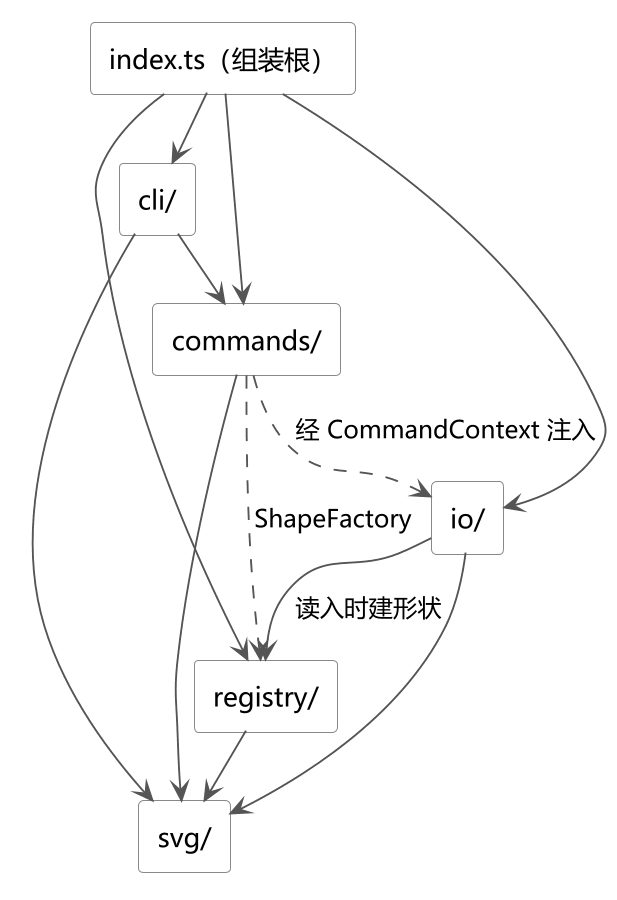 index.ts（组装根）
cli/
commands/
经 CommandContext 注入
io/
ShapeFactory
读入时建形状
registry/
svg/